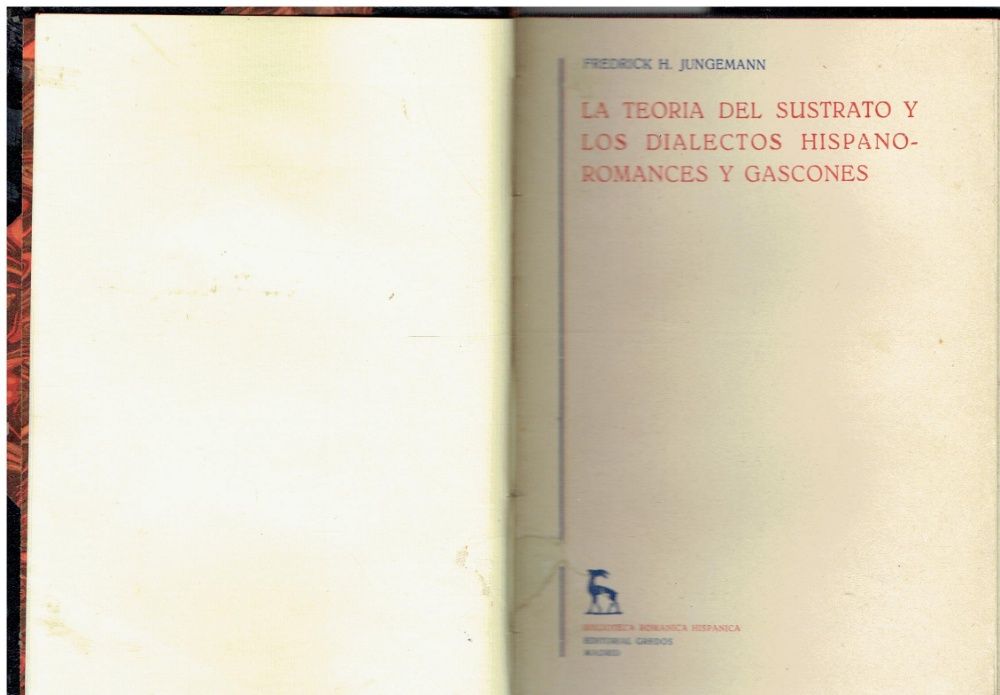 FREDRICK H. JUNGEMANN
LA TEORIA DEL SUSTRATO Y
LOS DIALECTOS HISPANO-
ROMANCES Y GASCONES
BIBLIOTECA ROMANICA HISPANICA
EDITORIAL GREDOS
MADRID